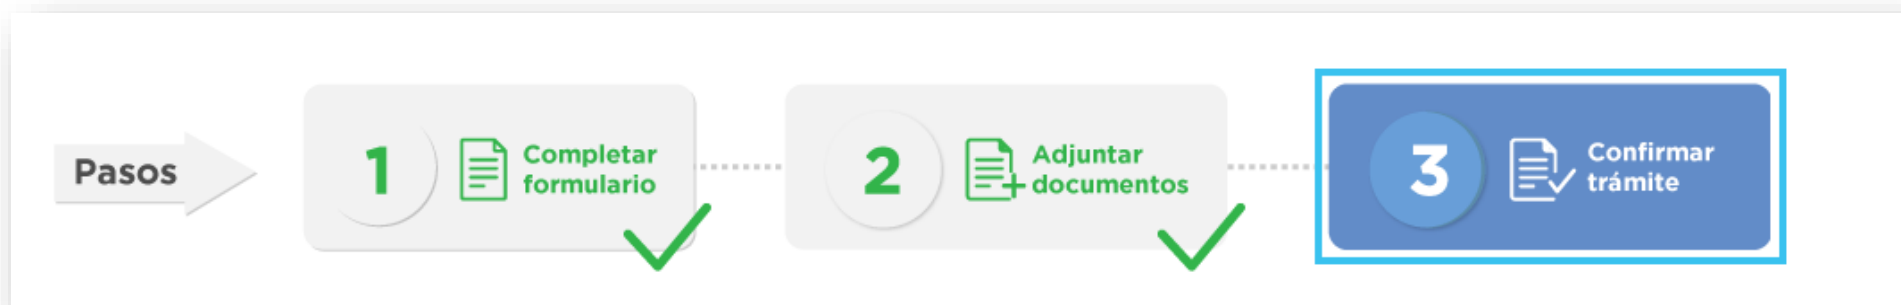 Pasos
1
Completar
formulario
2
Adjuntar
documentos
3
Confirmar
trámite